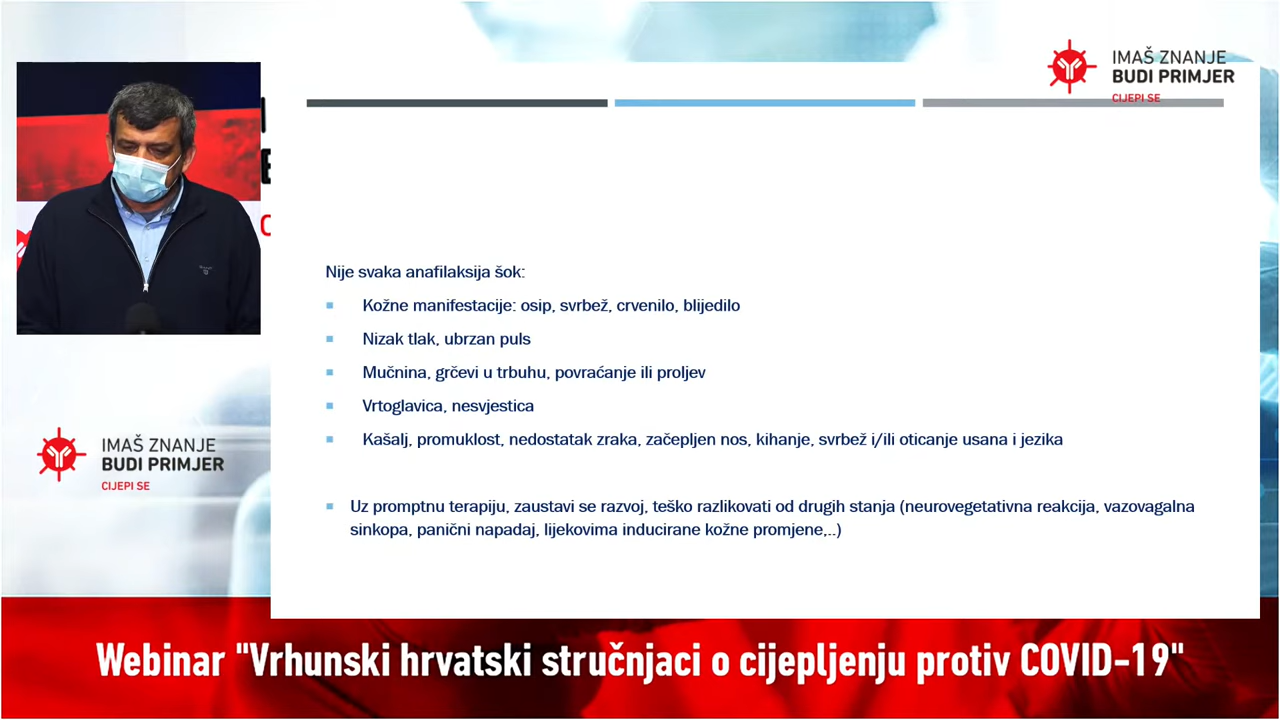 IMAŠ ZNANJE
BUDI PRIMJER
CIJEPI SE
Nije svaka anafilaksija šok:
Kožne manifestacije: osip, svrbež, crvenilo, blijedilo
Nizak tlak, ubrzan puls
Mučnina, grčevi u trbuhu, povraćanje ili proljev
Vrtoglavica, nesvjestica
Kašalj, promuklost, nedostatak zraka, začepljen nos, kihanje, svrbež i/ili oticanje usana i jezika
Uz promptnu terapiju, zaustavi se razvoj, teško razlikovati od drugih stanja (neurovegetativna reakcija, vazovagalna
sinkopa, panični napadaj, lijekovima inducirane kožne promjene,..)
IMAŠ ZNANJE
BUDI PRIMJER
CIJEPI SE
Webinar "Vrhunski hrvatski stručnjaci o cijepljenju protiv COVID-19"